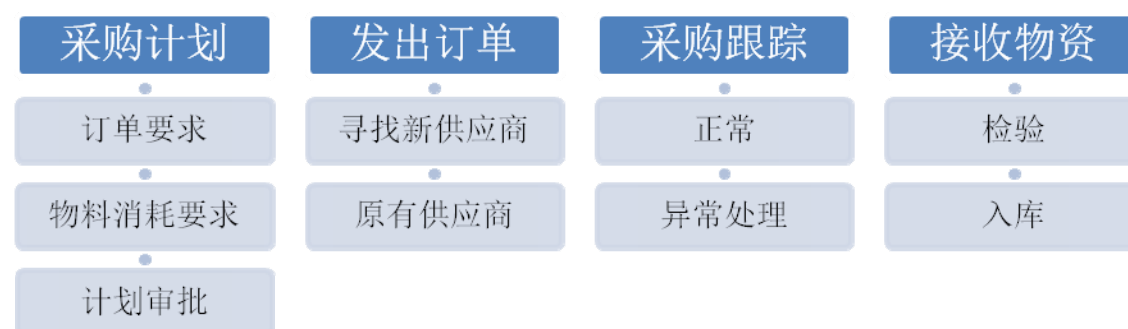 采购计划
订单要求
物料消耗要求
计划审批
发出订单
寻找新供应商
原有供应商
采购跟踪
正常
异常处理
接收物资
检验
入库